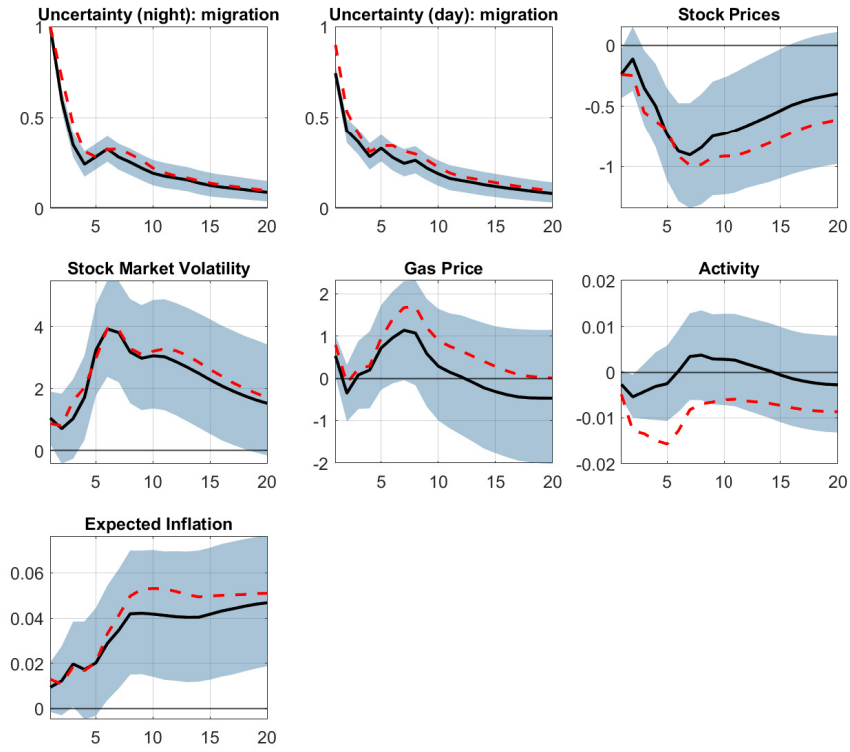 Uncertainty (night): migration
1
0.5
0
5 10 15 20
Uncertainty (day): migration
1
0.5
0
5 10 15 20
Stock Prices
0
-0.5
-1
5 10 15 20
Stock Market Volatility
4
2
0
5 10 15 20
Gas Price
2
1
0
-1
-2
5 10 15 20
Activity
0.02
0.01
0
-0.01
-0.02
5 10 15 20
Expected Inflation
0.06
0.04
0.02
0
5 10 15 20